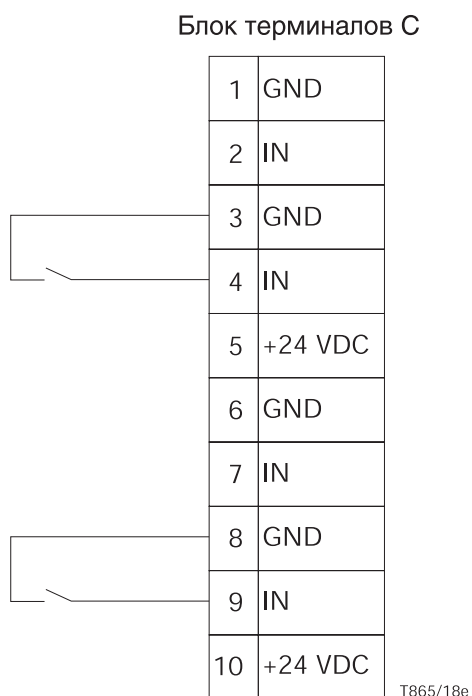 Блок терминалов C
1 GND
2 IN
3 GND
4 IN
5 +24 VDC
6 GND
7 IN
8 GND
9 IN
10 +24 VDC
T865/18e